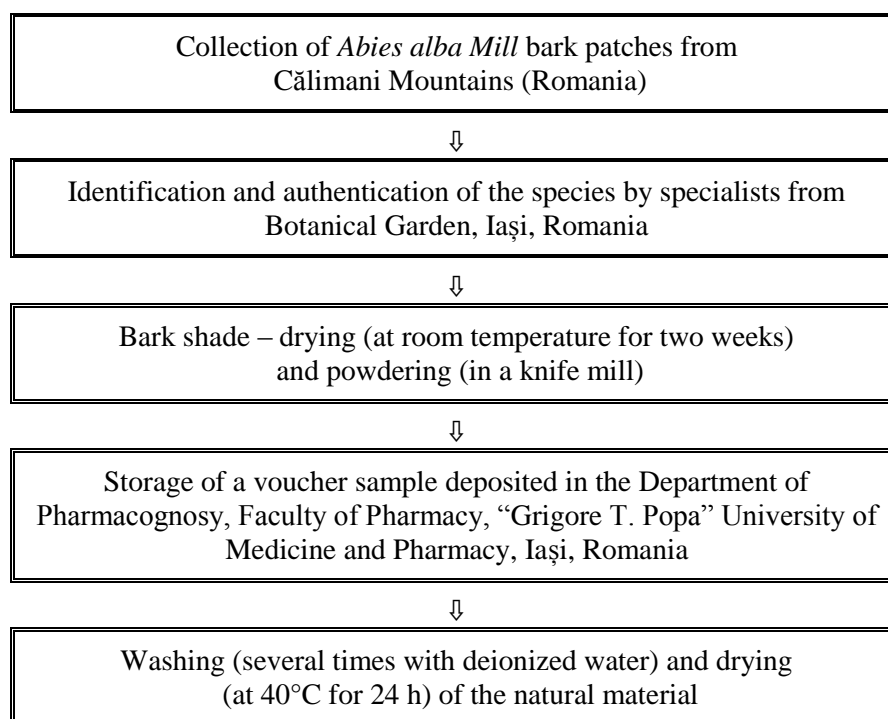 Collection of Abies alba Mill bark patches from
Călimani Mountains (Romania)
⇩
Identification and authentication of the species by specialists from
Botanical Garden, Iași, Romania
⇩
Bark shade – drying (at room temperature for two weeks)
and powdering (in a knife mill)
⇩
Storage of a voucher sample deposited in the Department of
Pharmacognosy, Faculty of Pharmacy, “Grigore T. Popa” University of
Medicine and Pharmacy, Iași, Romania
⇩
Washing (several times with deionized water) and drying
(at 40°C for 24 h) of the natural material